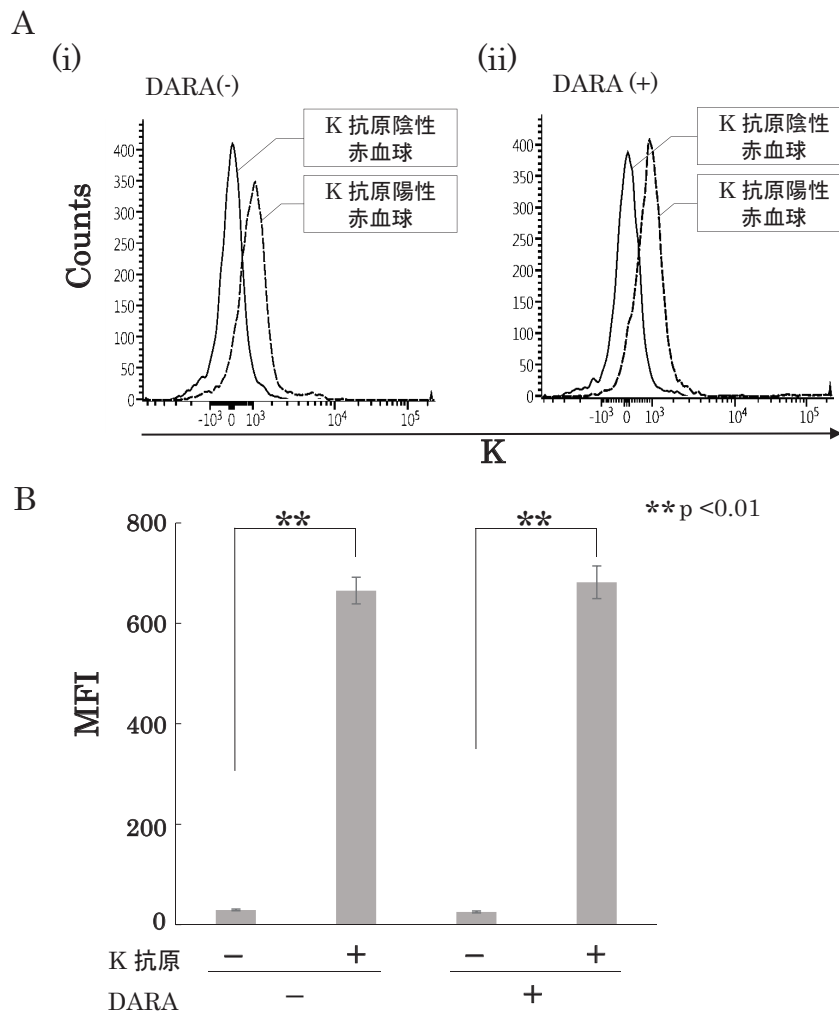 A
(i)
DARA(-)
K 抗原陰性
赤血球
K 抗原陽性
赤血球
Counts
400
350
300
250
200
150
100
50
0
-10³ 0 10³ 10⁴ 10⁵
(ii)
DARA (+)
K 抗原陰性
赤血球
K 抗原陽性
赤血球
400
350
300
250
200
150
100
50
0
-10³ 0 10³ 10⁴ 10⁵
K
B
**p <0.01
** **
MFI
800
600
400
200
0
K 抗原 − + − +
DARA − +